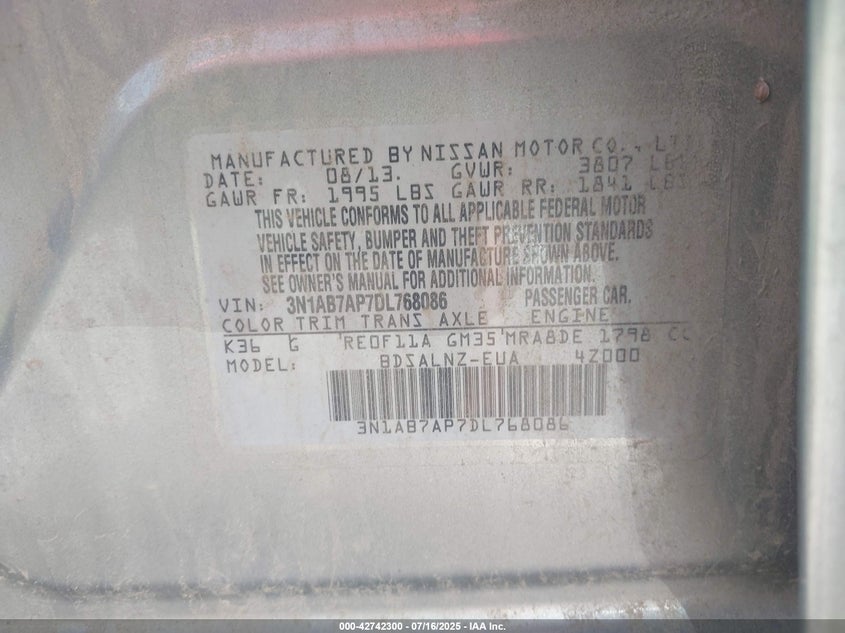 MANUFACTURED BY NISSAN MOTOR CO.,
DATE: 08/13. GVWR: 3807 LBS
GAWR FR: 1995 LBS GAWR RR: 1841 LBS
THIS VEHICLE CONFORMS TO ALL APPLICABLE FEDERAL MOTOR
VEHICLE SAFETY, BUMPER AND THEFT PREVENTION STANDARDS
IN EFFECT ON THE DATE OF MANUFACTURE SHOWN ABOVE.
SEE OWNER'S MANUAL FOR ADDITIONAL INFORMATION.
VIN: 3N1AB7AP7DL768086 PASSENGER CAR.
COLOR TRIM TRANS AXLE ENGINE
K36 G RE0F11A GM35 MRA8DE 1798 CC
MODEL: BDSALNZ-EUA 4Z000
3N1AB7AP7DL768086
000-42742300 - 07/16/2025 - IAA Inc.